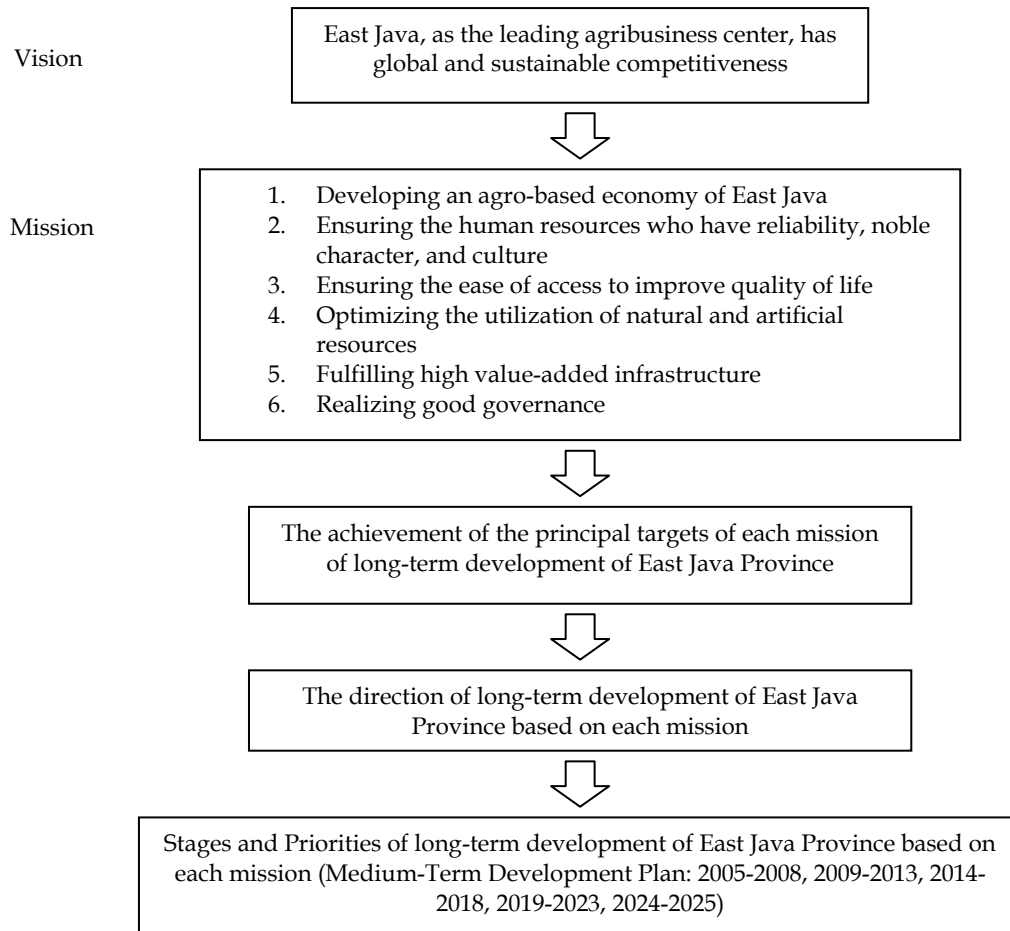 Vision
East Java, as the leading agribusiness center, has
global and sustainable competitiveness
Mission
1. Developing an agro-based economy of East Java
2. Ensuring the human resources who have reliability, noble
character, and culture
3. Ensuring the ease of access to improve quality of life
4. Optimizing the utilization of natural and artificial
resources
5. Fulfilling high value-added infrastructure
6. Realizing good governance
The achievement of the principal targets of each mission
of long-term development of East Java Province
The direction of long-term development of East Java
Province based on each mission
Stages and Priorities of long-term development of East Java Province based on
each mission (Medium-Term Development Plan: 2005-2008, 2009-2013, 2014-
2018, 2019-2023, 2024-2025)